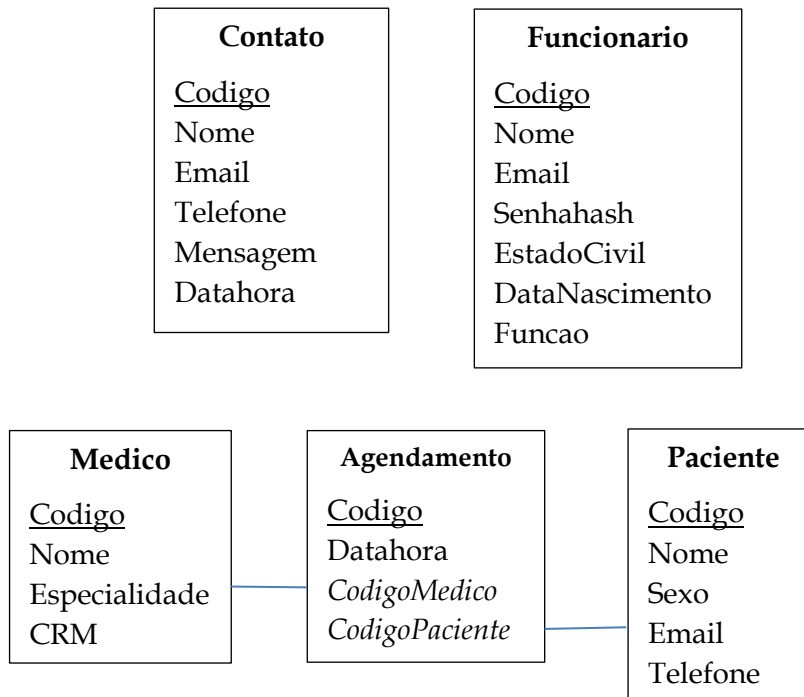 Contato
Codigo
Nome
Email
Telefone
Mensagem
Datahora
Funcionario
Codigo
Nome
Email
Senhahash
EstadoCivil
DataNascimento
Funcao
Medico
Codigo
Nome
Especialidade
CRM
Agendamento
Codigo
Datahora
CodigoMedico
CodigoPaciente
Paciente
Codigo
Nome
Sexo
Email
Telefone